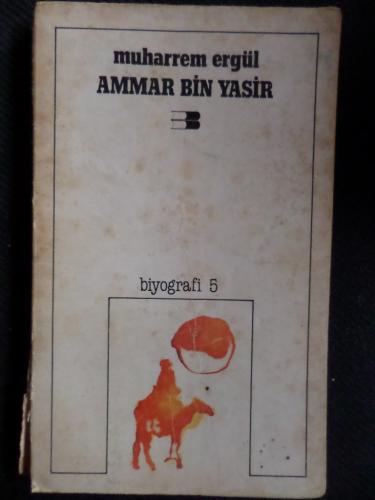 muharrem ergül
AMMAR BİN YASİR
biyografi 5